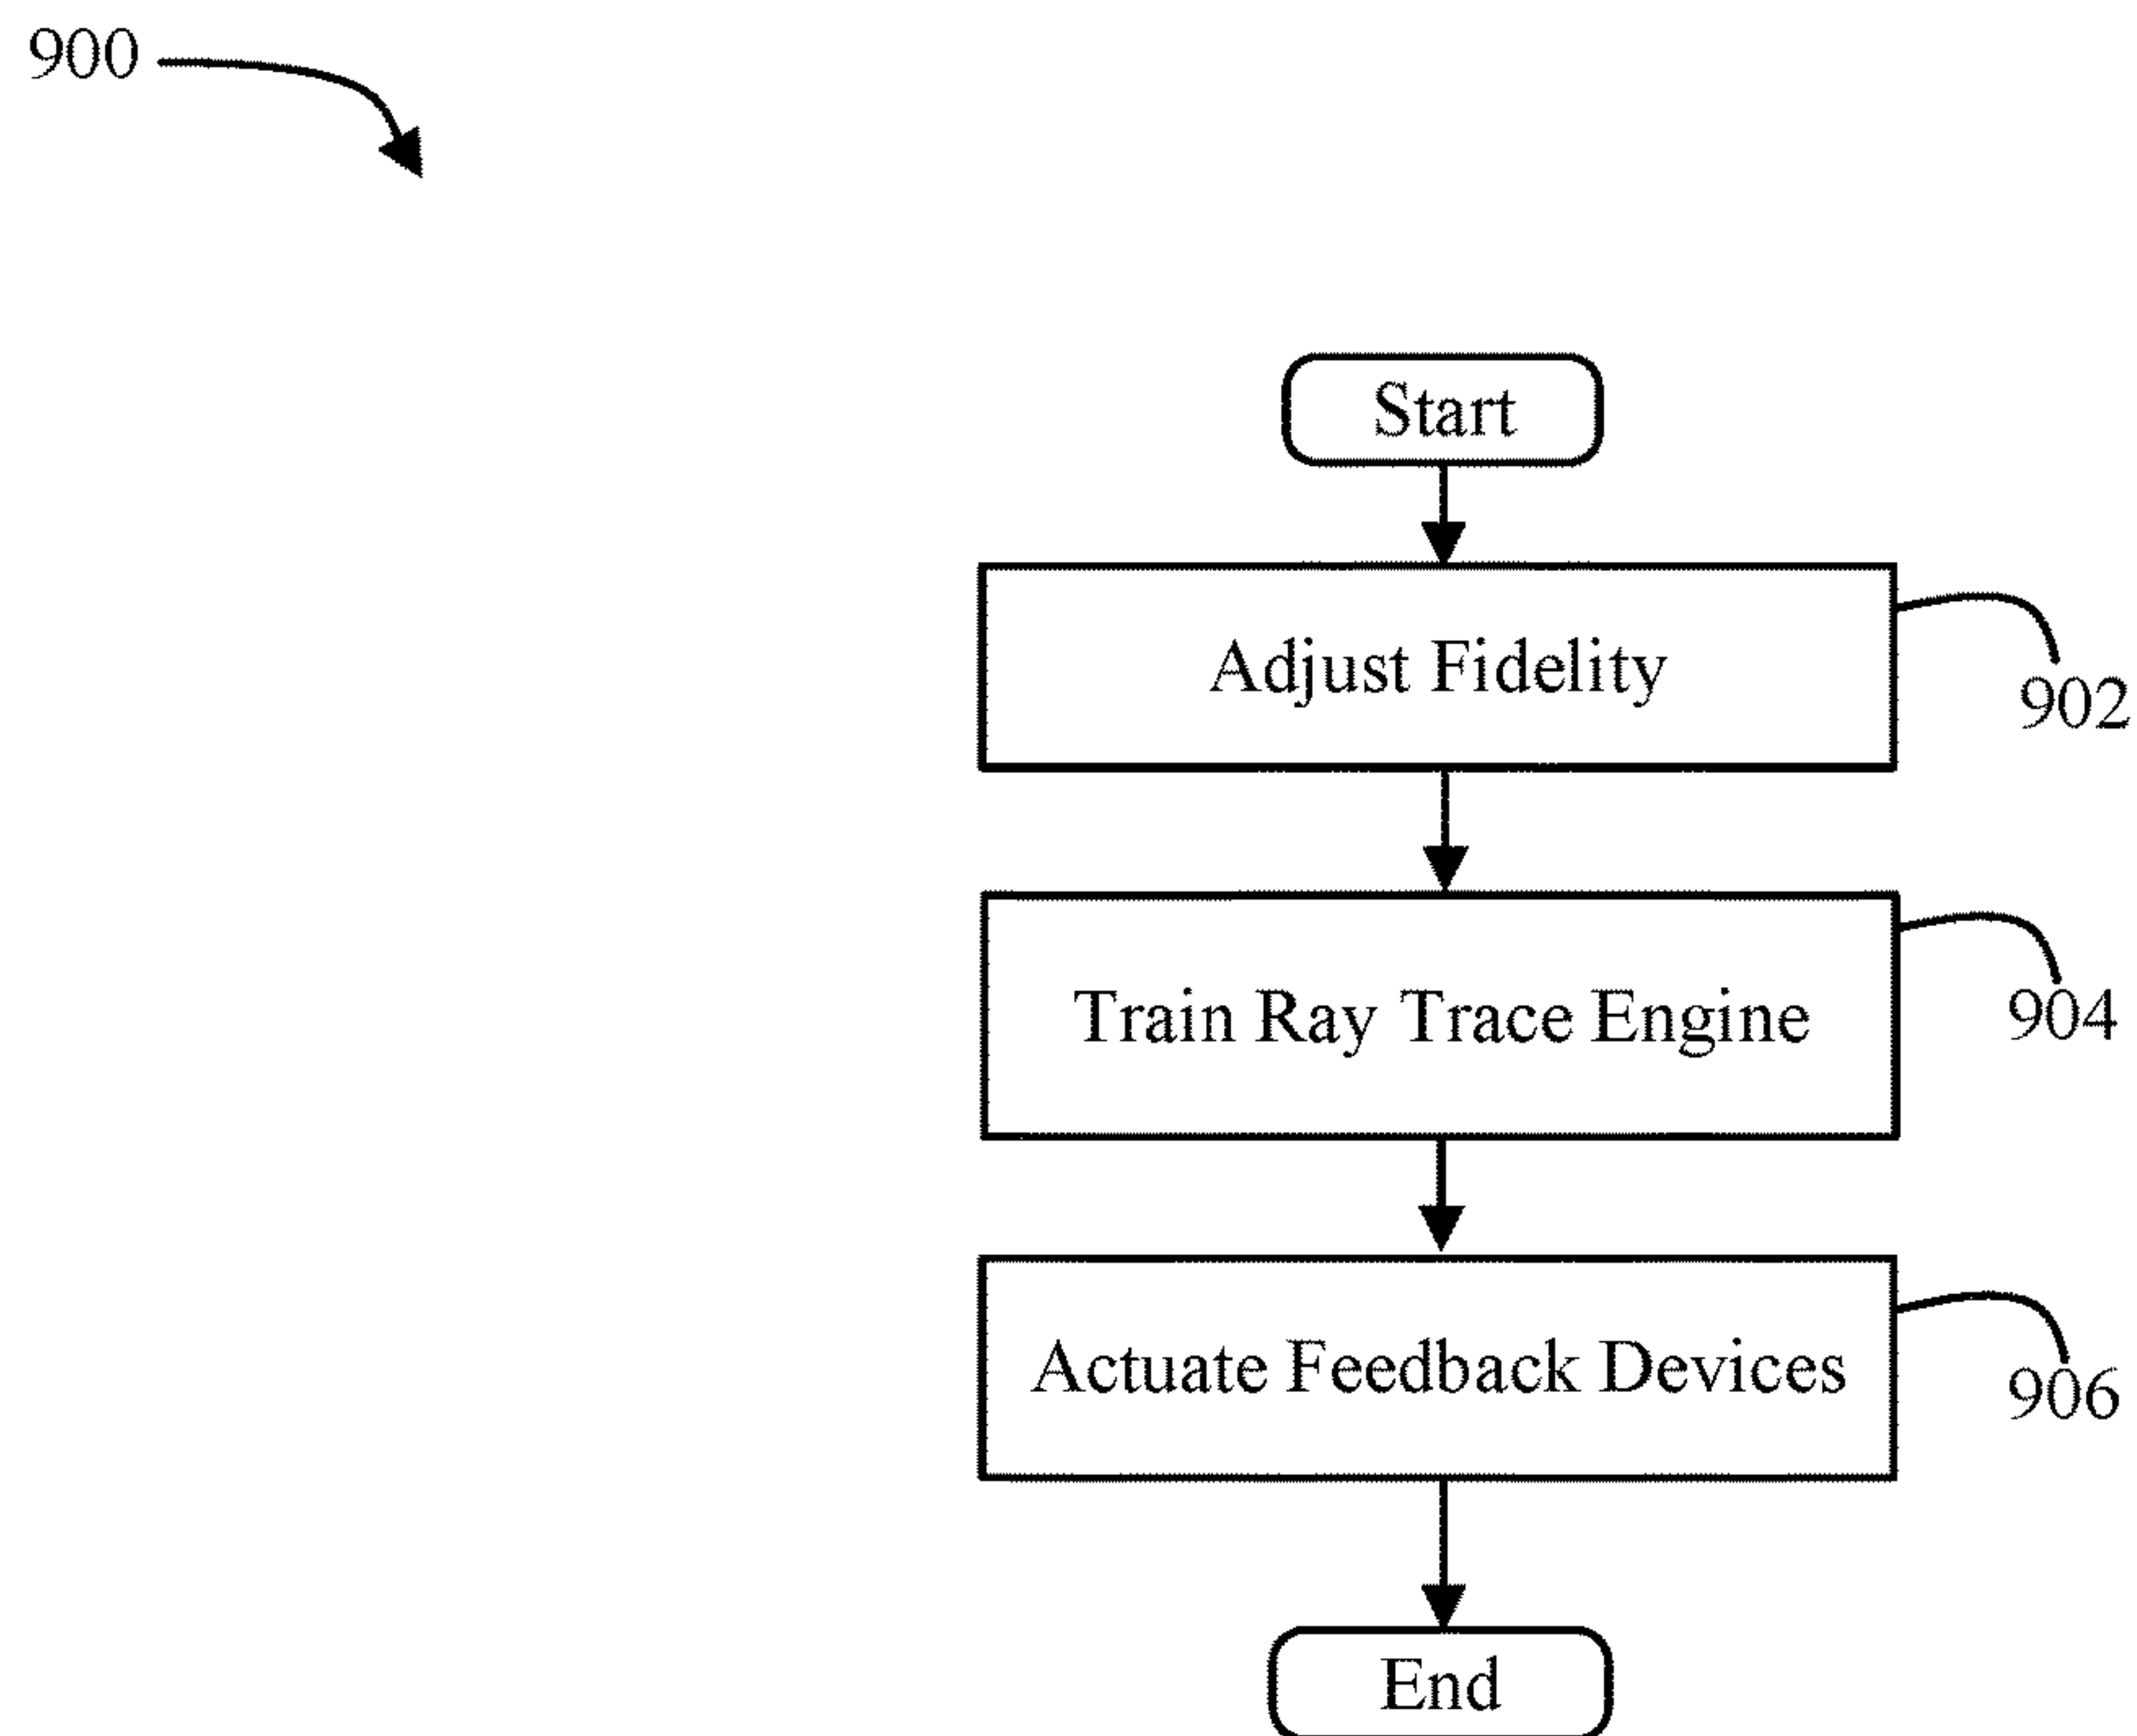 900
Start
Adjust Fidelity
902
Train Ray Trace Engine
904
Actuate Feedback Devices
906
End